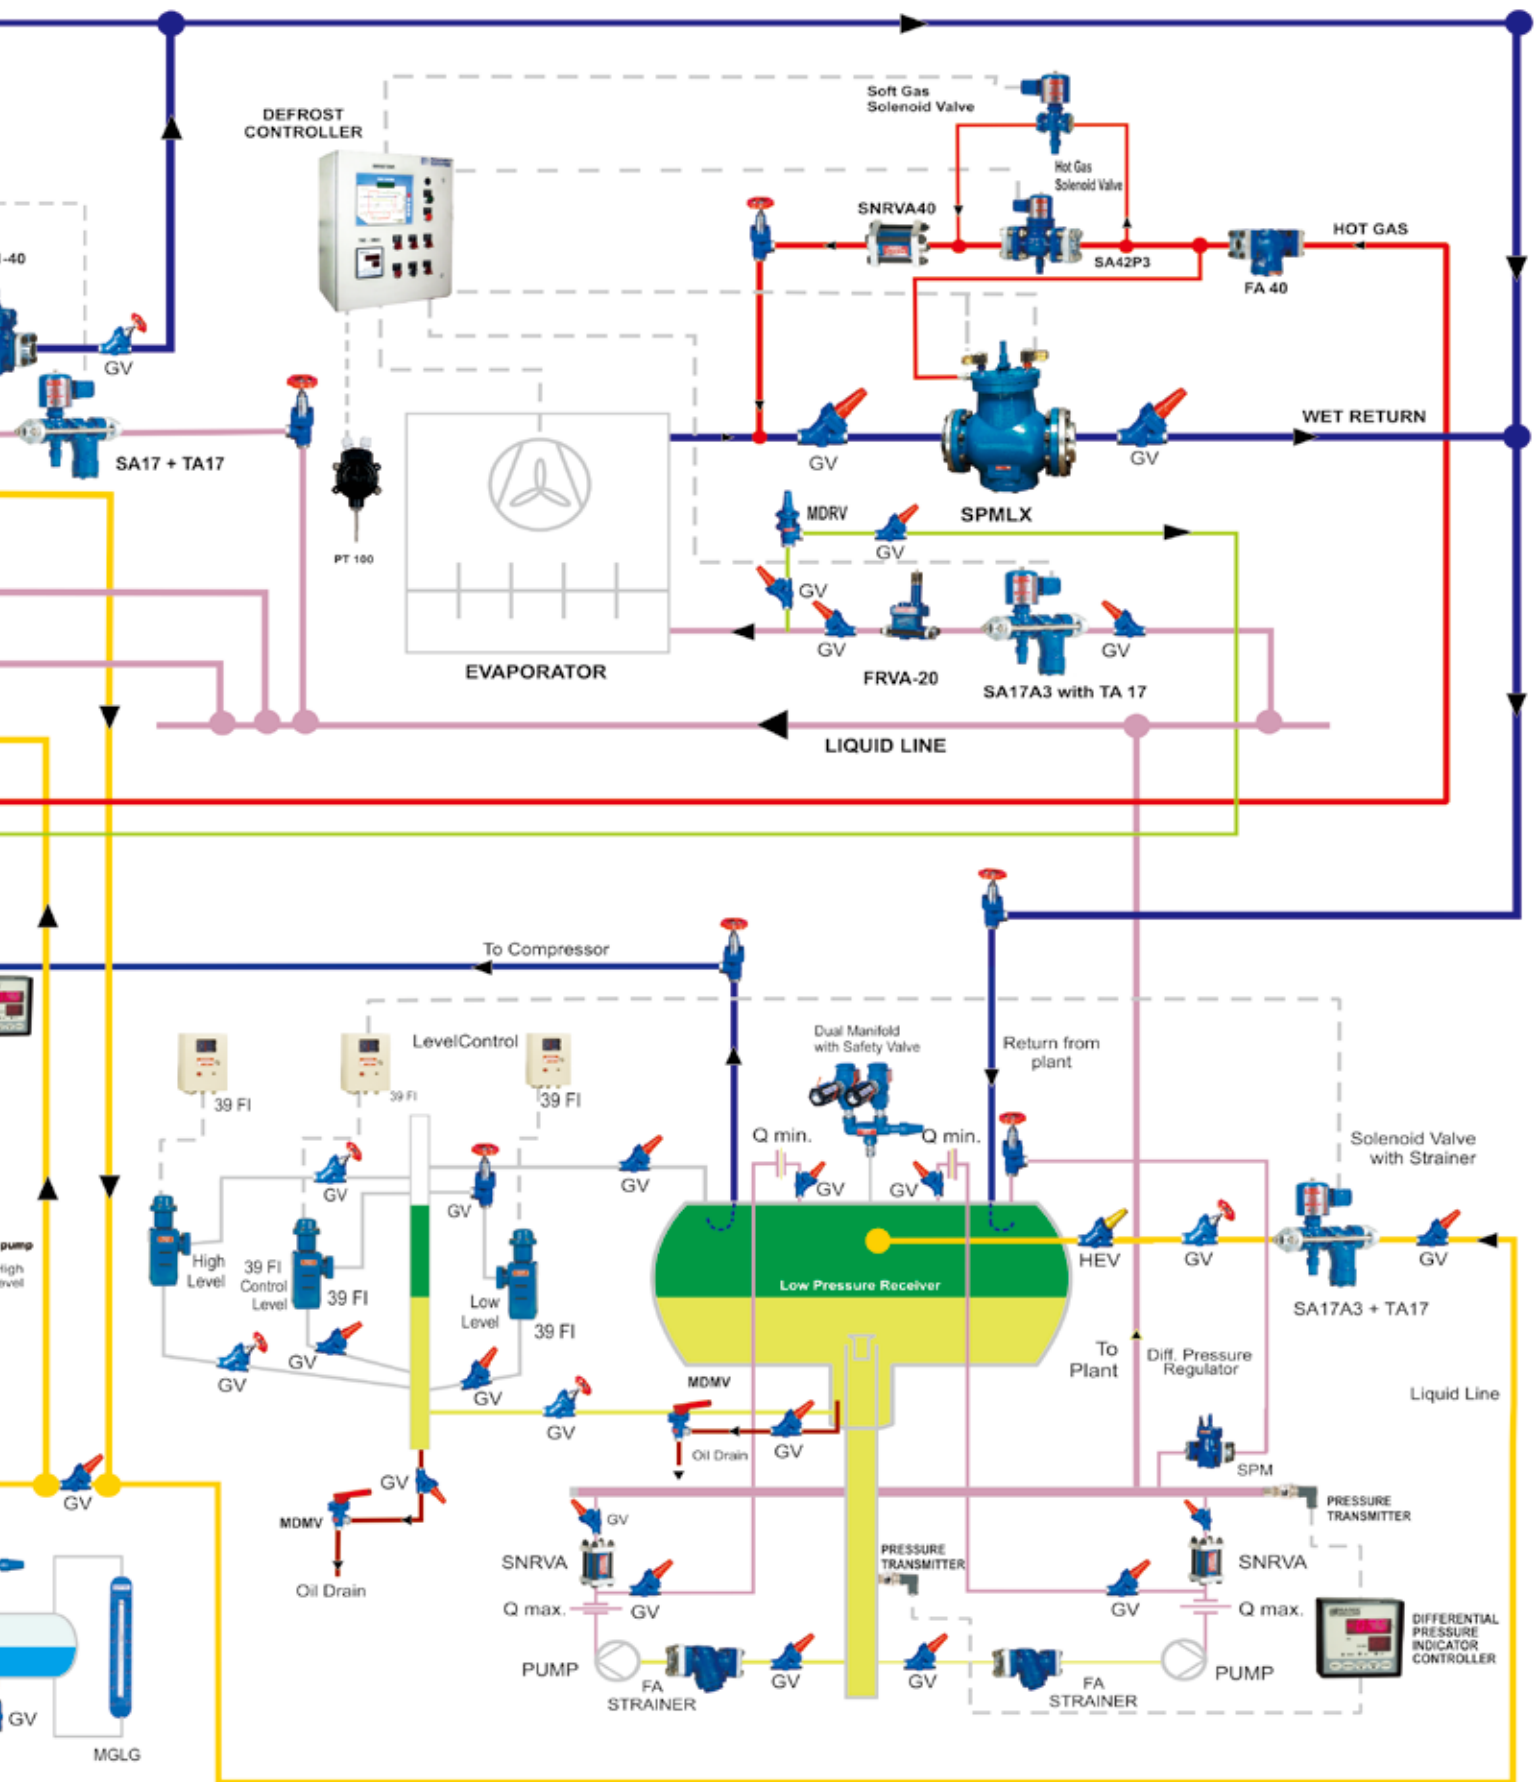 DEFROST
CONTROLLER
Soft Gas
Solenoid Valve
Hot Gas
Solenoid Valve
SNRVA40
SA42P3
HOT GAS
FA 40
-40
GV
SA17 + TA17
PT 100
EVAPORATOR
GV
GV
WET RETURN
SPMLX
MDRV
GV
GV
GV
FRVA-20
GV
SA17A3 with TA 17
LIQUID LINE
To Compressor
LevelControl
39 FI
39 FI
39 FI
Dual Manifold
with Safety Valve
Return from
plant
Q min.
Q min.
GV
GV
GV
GV
GV
Solenoid Valve
with Strainer
pump
High
Level
39 FI
Control
Level
39 FI
Low
Level
39 FI
Low Pressure Receiver
HEV
GV
GV
SA17A3 + TA17
To
Plant
Diff. Pressure
Regulator
Liquid Line
GV
GV
GV
GV
MDMV
Oil Drain
GV
SPM
GV
GV
MDMV
Oil Drain
GV
SNRVA
Q max.
GV
PUMP
FA
STRAINER
GV
PRESSURE
TRANSMITTER
GV
FA
STRAINER
GV
PRESSURE
TRANSMITTER
SNRVA
Q max.
PUMP
DIFFERENTIAL
PRESSURE
INDICATOR
CONTROLLER
GV
MGLG